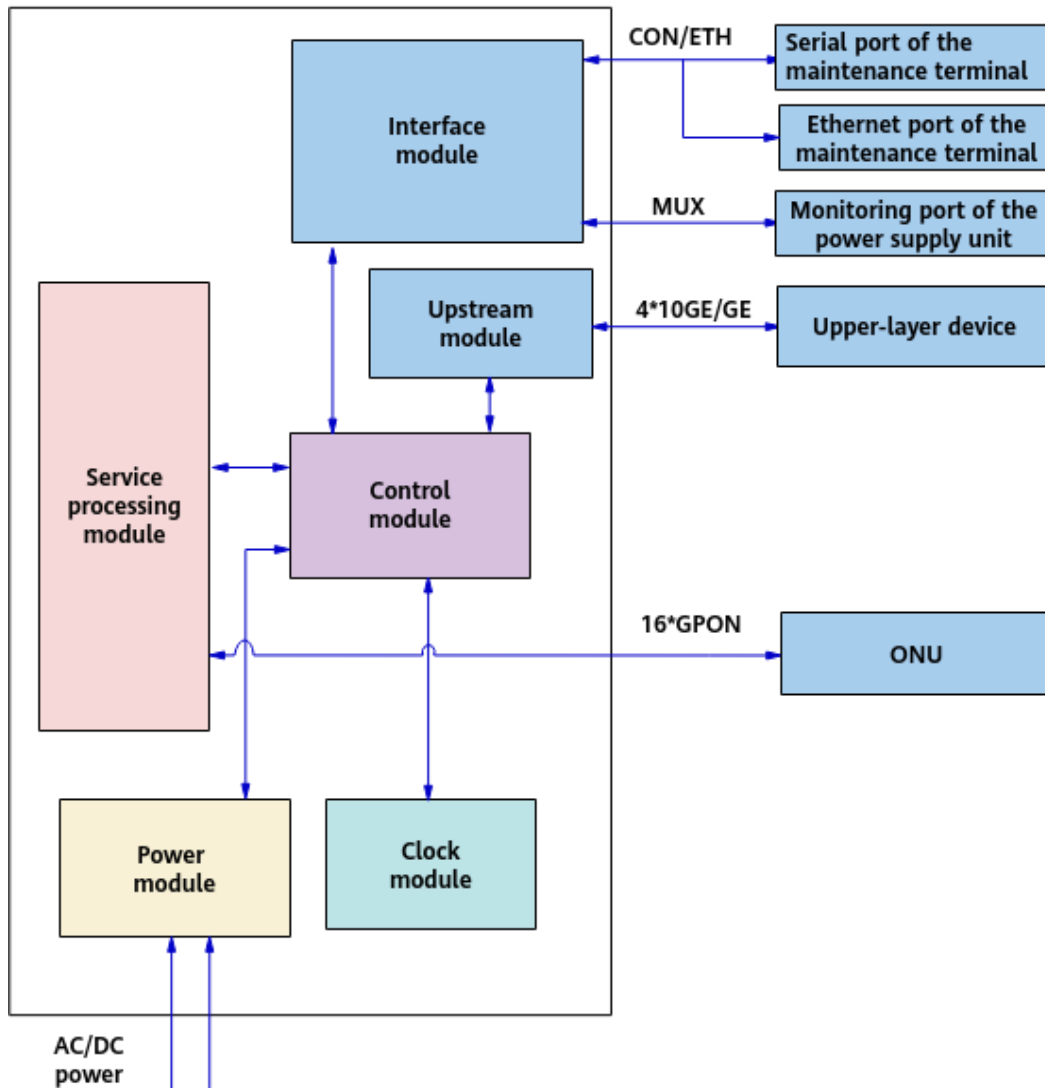 CON/ETH
Serial port of the
maintenance terminal
Interface
module
Ethernet port of the
maintenance terminal
MUX
Monitoring port of the
power supply unit
Upstream
module
4*10GE/GE
Upper-layer device
Service
processing
module
Control
module
16*GPON
ONU
Power
module
Clock
module
AC/DC
power